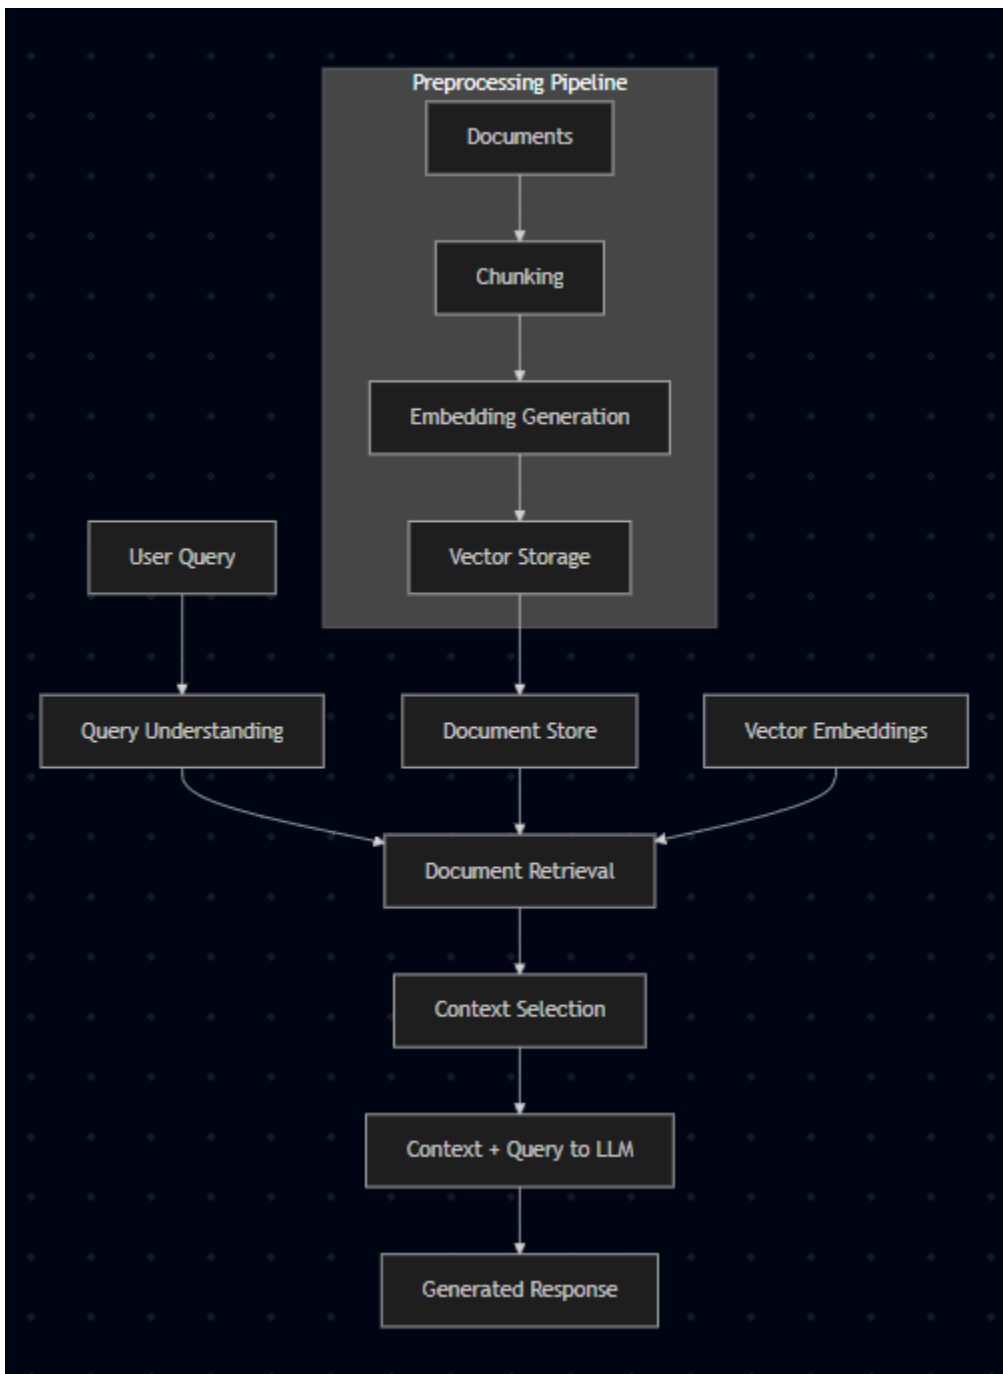 Preprocessing Pipeline
Documents
Chunking
Embedding Generation
User Query
Vector Storage
Query Understanding
Document Store
Vector Embeddings
Document Retrieval
Context Selection
Context + Query to LLM
Generated Response